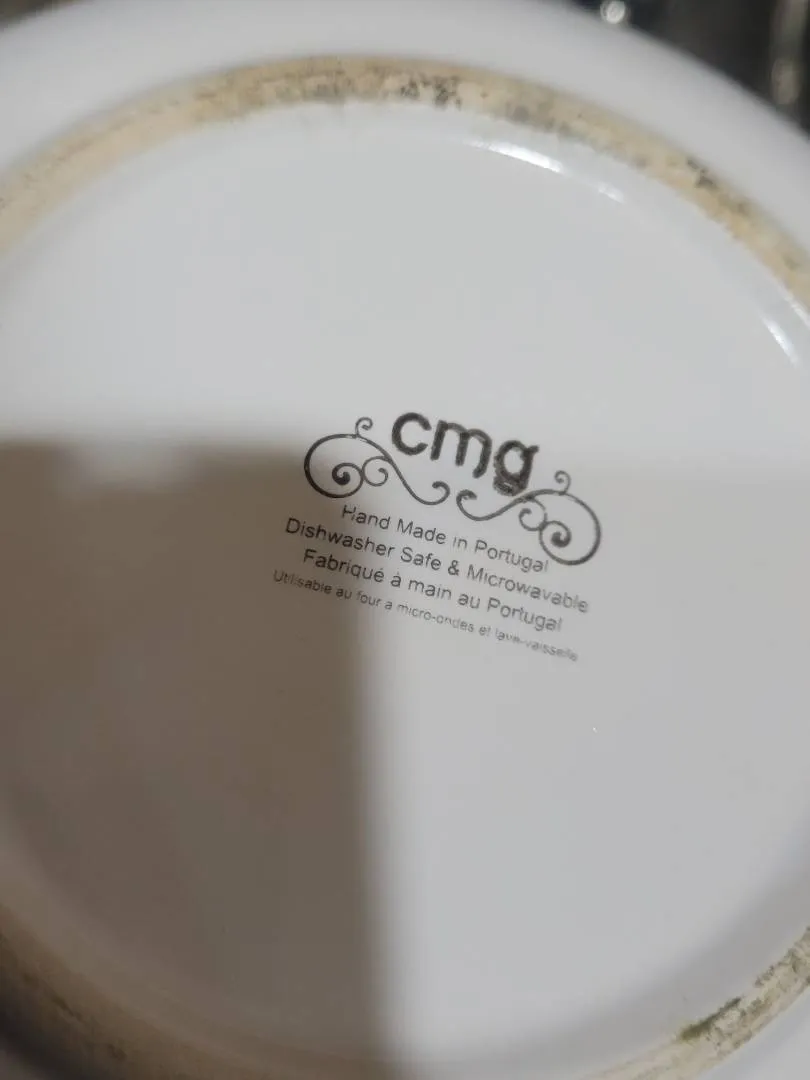 cmg
Hand Made in Portugal
Dishwasher Safe & Microwavable
Fabriqué à main au Portugal
Utilisable au four a micro-ondes et lave-vaisselle